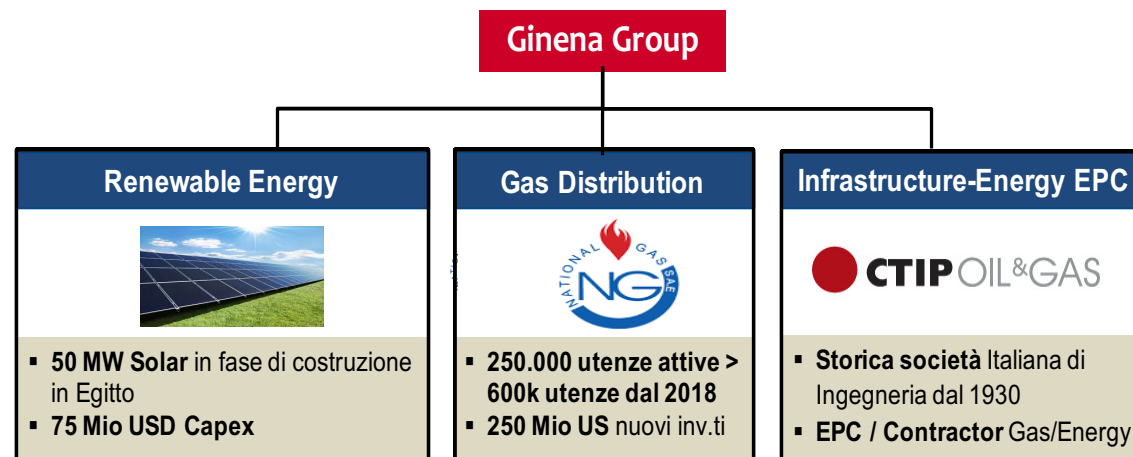 Ginena Group
Renewable Energy
▪ 50 MW Solar in fase di costruzione
in Egitto
▪ 75 Mio USD Capex
Gas Distribution
NATIONAL GAS SAE
NG
▪ 250.000 utenze attive >
600k utenze dal 2018
▪ 250 Mio US nuovi inv.ti
Infrastructure-Energy EPC
CTIP OIL&GAS
▪ Storica società Italiana di
Ingegneria dal 1930
▪ EPC / Contractor Gas/Energy